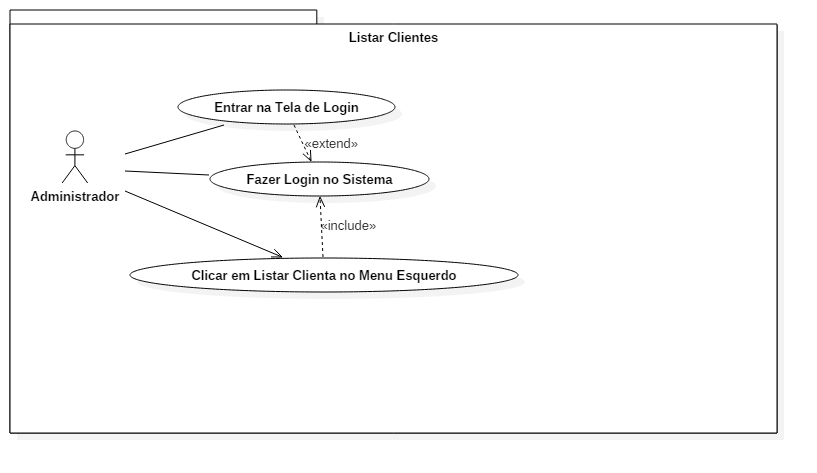 Listar Clientes
Entrar na Tela de Login
«extend»
Fazer Login no Sistema
Administrador
«include»
Clicar em Listar Clienta no Menu Esquerdo